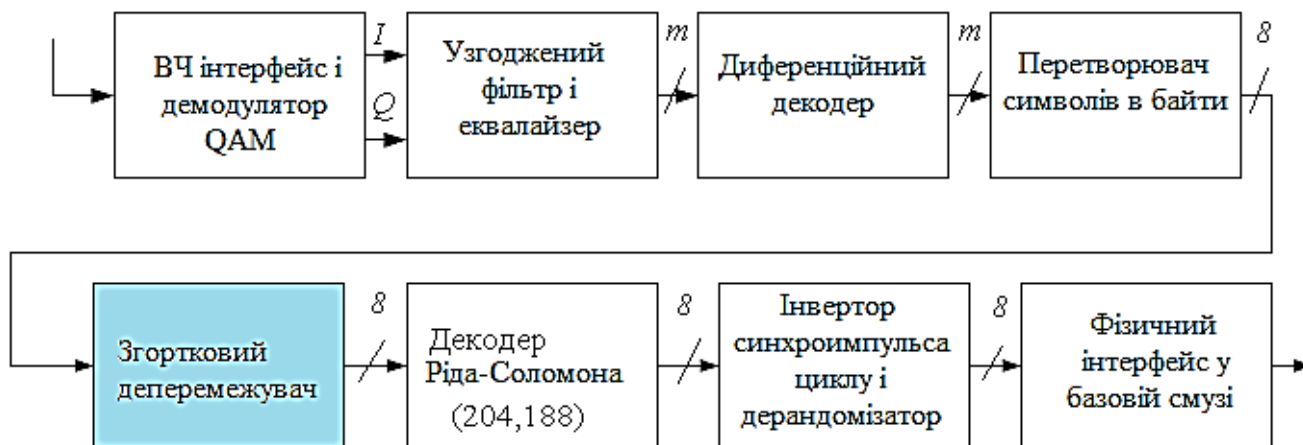 ВЧ інтерфейс і
демодулятор
QAM
I
Q
Узгоджений
фільтр і
еквалайзер
m
Диференційний
декодер
m
Перетворювач
символів в байти
8
Згортковий
деперемежувач
8
Декодер
Ріда-Соломона
(204,188)
8
Інвертор
синхроимпульса
циклу і
дерандомізатор
8
Фізичний
інтерфейс у
базовій смузі